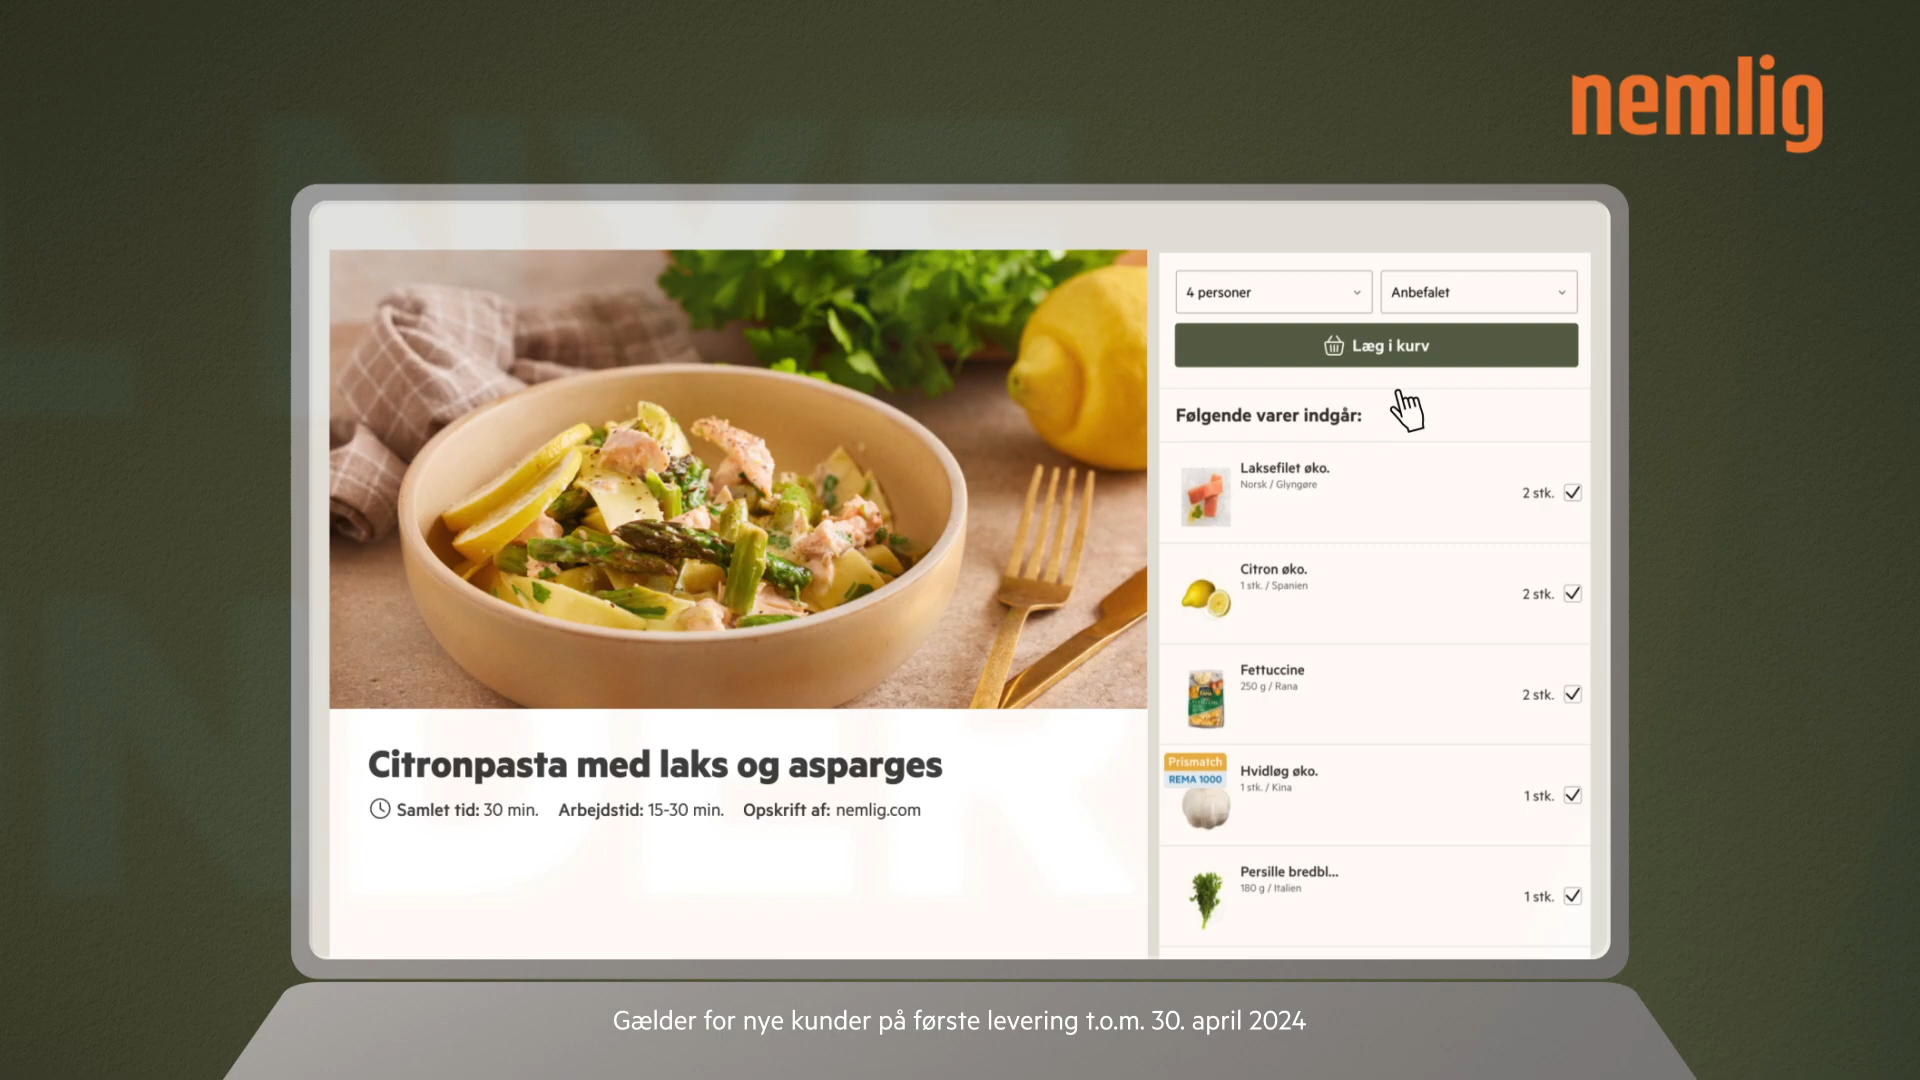 nemlig
4 personer
Anbefalet
Læg i kurv
Følgende varer indgår:
Laksefilet øko.
Norsk / Glyngøre
2 stk.
Citron øko.
1 stk. / Spanien
2 stk.
Fettuccine
250 g / Rana
2 stk.
Prismatch
REMA 1000
Hvidløg øko.
1 stk. / Kina
1 stk.
Persille bredbl...
180 g / Italien
1 stk.
Citronpasta med laks og asparges
Samlet tid: 30 min. Arbejdstid: 15-30 min. Opskrift af: nemlig.com
Gælder for nye kunder på første levering t.o.m. 30. april 2024